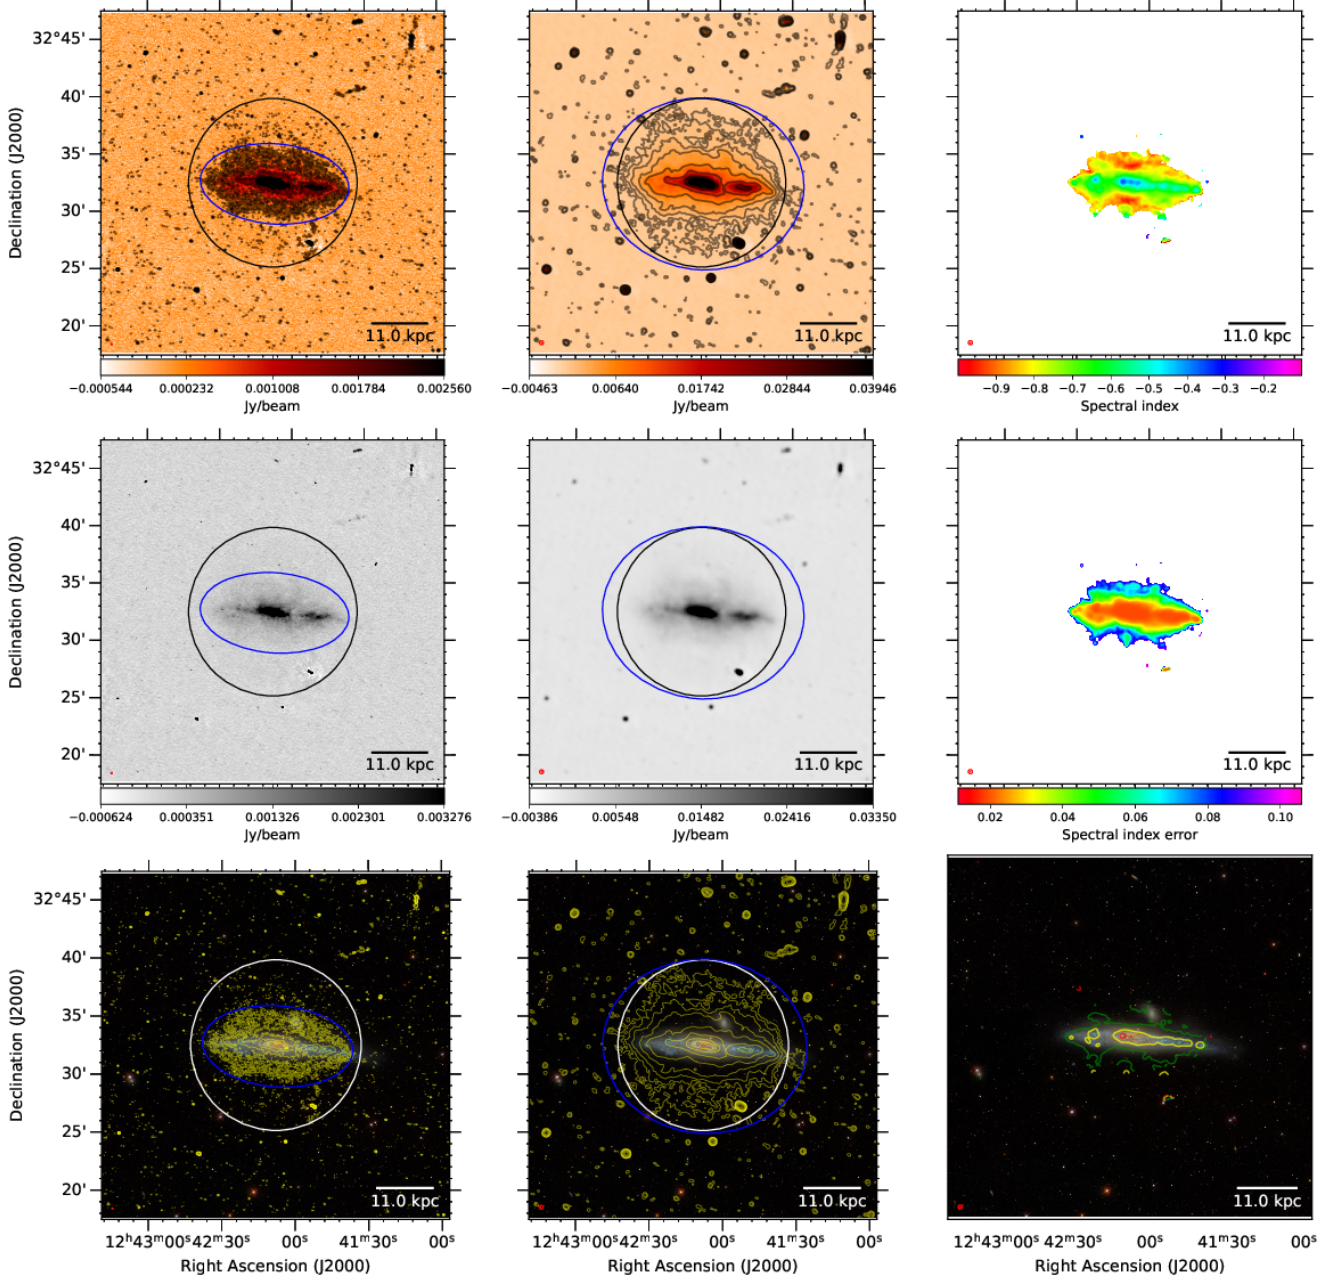 32°45'
40'
35'
30'
25'
20'
Declination (J2000)
11.0 kpc
11.0 kpc
11.0 kpc
−0.000544 0.000232 0.001008 0.001784 0.002560
−0.00463 0.00640 0.01742 0.02844 0.03946
−0.9 −0.8 −0.7 −0.6 −0.5 −0.4 −0.3 −0.2
Jy/beam
Jy/beam
Spectral index
32°45'
40'
35'
30'
25'
20'
Declination (J2000)
11.0 kpc
11.0 kpc
11.0 kpc
−0.000624 0.000351 0.001326 0.002301 0.003276
−0.00386 0.00548 0.01482 0.02416 0.03350
0.02 0.04 0.06 0.08 0.10
Jy/beam
Jy/beam
Spectral index error
32°45'
40'
35'
30'
25'
20'
Declination (J2000)
11.0 kpc
11.0 kpc
11.0 kpc
12ʰ43ᵐ00ˢ 42ᵐ30ˢ 00ˢ 41ᵐ30ˢ 00ˢ
12ʰ43ᵐ00ˢ 42ᵐ30ˢ 00ˢ 41ᵐ30ˢ 00ˢ
12ʰ43ᵐ00ˢ 42ᵐ30ˢ 00ˢ 41ᵐ30ˢ 00ˢ
Right Ascension (J2000)
Right Ascension (J2000)
Right Ascension (J2000)